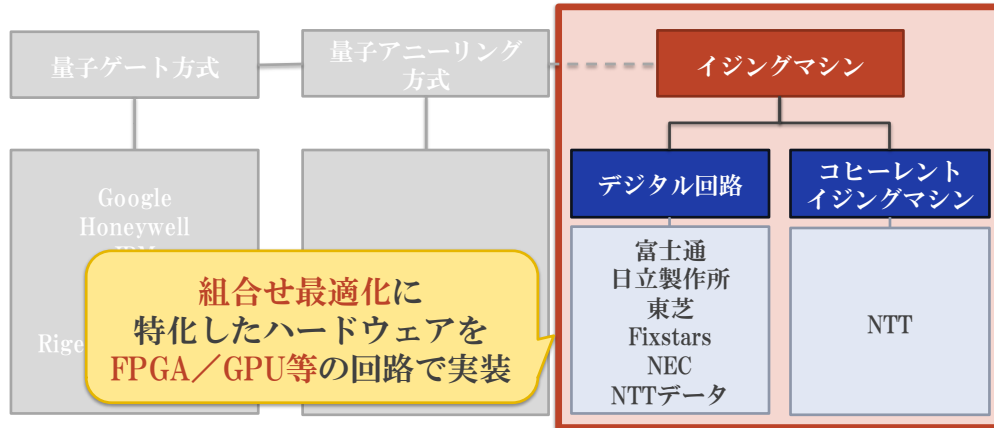 量子ゲート方式
量子アニーリング
方式
イジングマシン
デジタル回路
コヒーレント
イジングマシン
Google
Honeywell
富士通
日立製作所
東芝
Fixstars
NEC
NTTデータ
NTT
組合せ最適化に
特化したハードウェアを
FPGA／GPU等の回路で実装